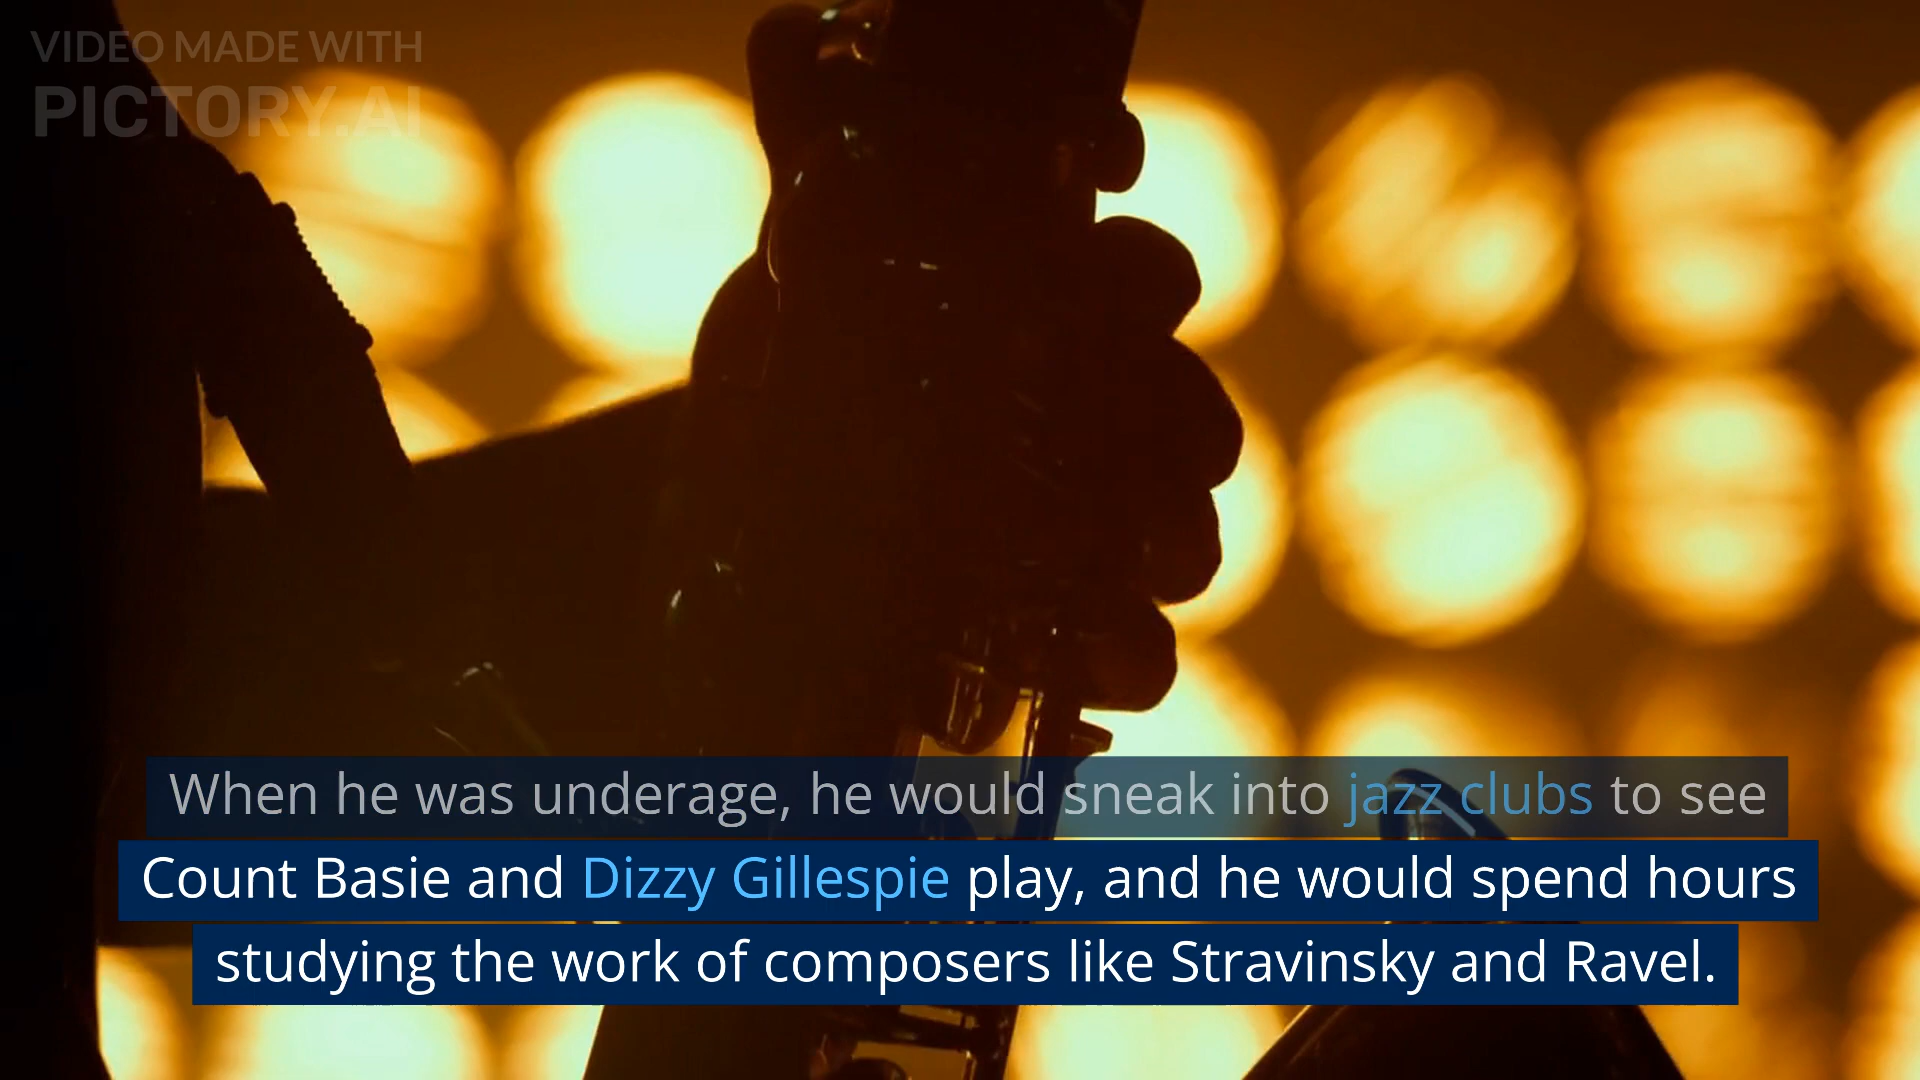 VIDEO MADE WITH
PICTORY.AI
When he was underage, he would sneak into jazz clubs to see
Count Basie and Dizzy Gillespie play, and he would spend hours
studying the work of composers like Stravinsky and Ravel.